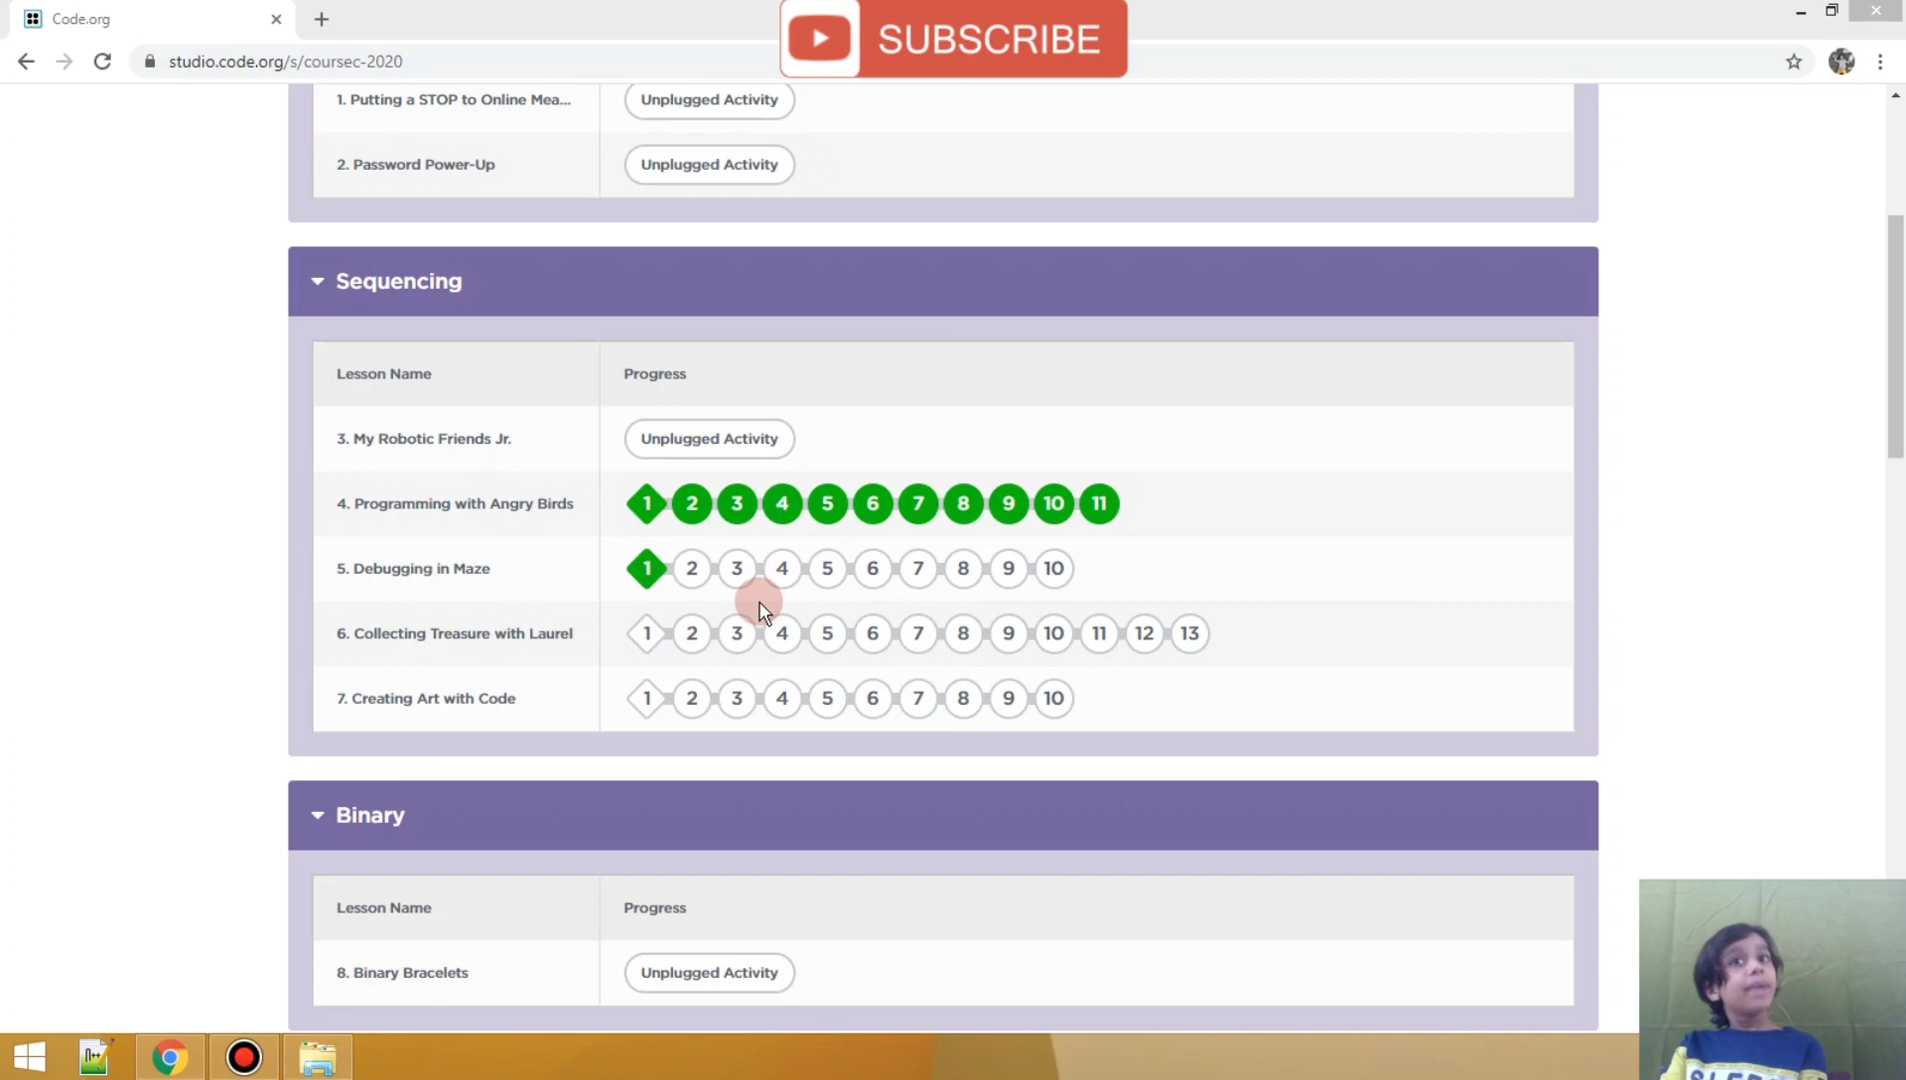 Code.org
SUBSCRIBE
studio.code.org/s/coursec-2020
1. Putting a STOP to Online Mea... Unplugged Activity
2. Password Power-Up Unplugged Activity
Sequencing
Lesson Name Progress
3. My Robotic Friends Jr. Unplugged Activity
4. Programming with Angry Birds 1 2 3 4 5 6 7 8 9 10 11
5. Debugging in Maze 1 2 3 4 5 6 7 8 9 10
6. Collecting Treasure with Laurel 1 2 3 4 5 6 7 8 9 10 11 12 13
7. Creating Art with Code 1 2 3 4 5 6 7 8 9 10
Binary
Lesson Name Progress
8. Binary Bracelets Unplugged Activity